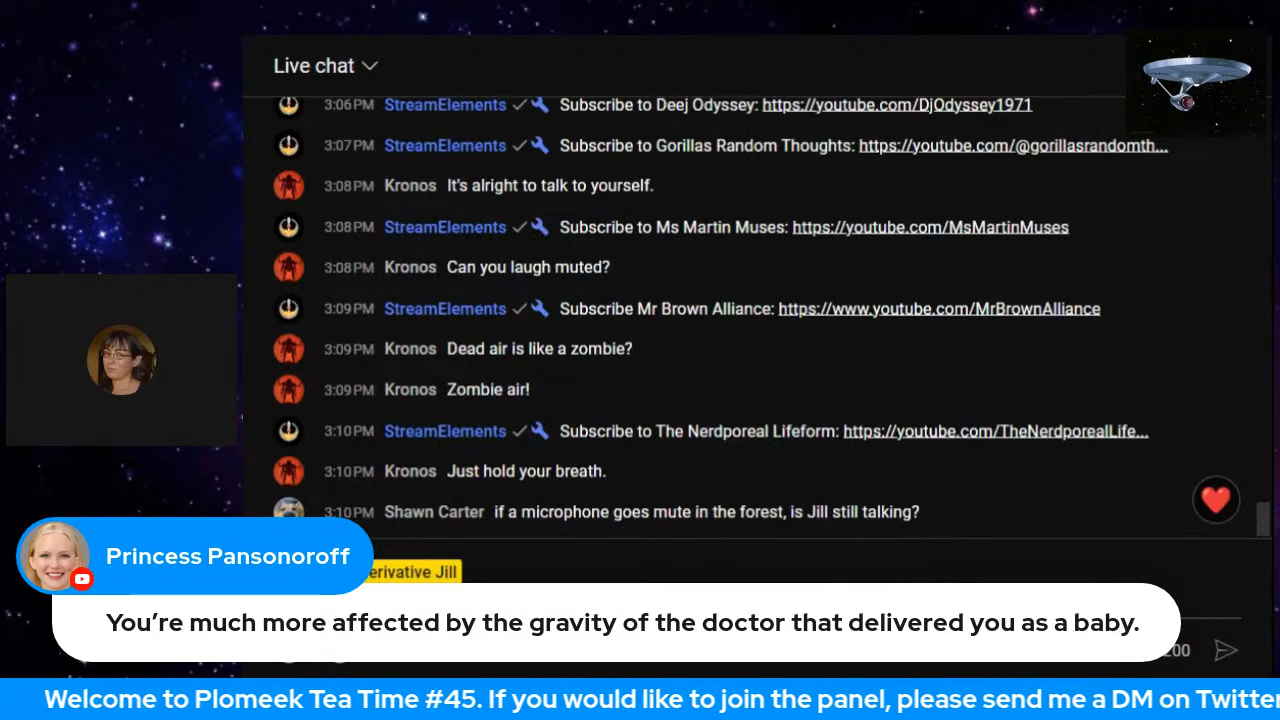 Live chat
3:06 PM StreamElements Subscribe to Deej Odyssey: https://youtube.com/DjOdyssey1971
3:07 PM StreamElements Subscribe to Gorillas Random Thoughts: https://youtube.com/@gorillasrandomth...
3:08 PM Kronos It's alright to talk to yourself.
3:08 PM StreamElements Subscribe to Ms Martin Muses: https://youtube.com/MsMartinMuses
3:08 PM Kronos Can you laugh muted?
3:09 PM StreamElements Subscribe Mr Brown Alliance: https://www.youtube.com/MrBrownAlliance
3:09 PM Kronos Dead air is like a zombie?
3:09 PM Kronos Zombie air!
3:10 PM StreamElements Subscribe to The Nerdporeal Lifeform: https://youtube.com/TheNerdporealLife...
3:10 PM Kronos Just hold your breath.
3:10 PM Shawn Carter if a microphone goes mute in the forest, is Jill still talking?
Princess Pansonoroff
erivative Jill
You're much more affected by the gravity of the doctor that delivered you as a baby.
200
Welcome to Plomeek Tea Time #45. If you would like to join the panel, please send me a DM on Twitter